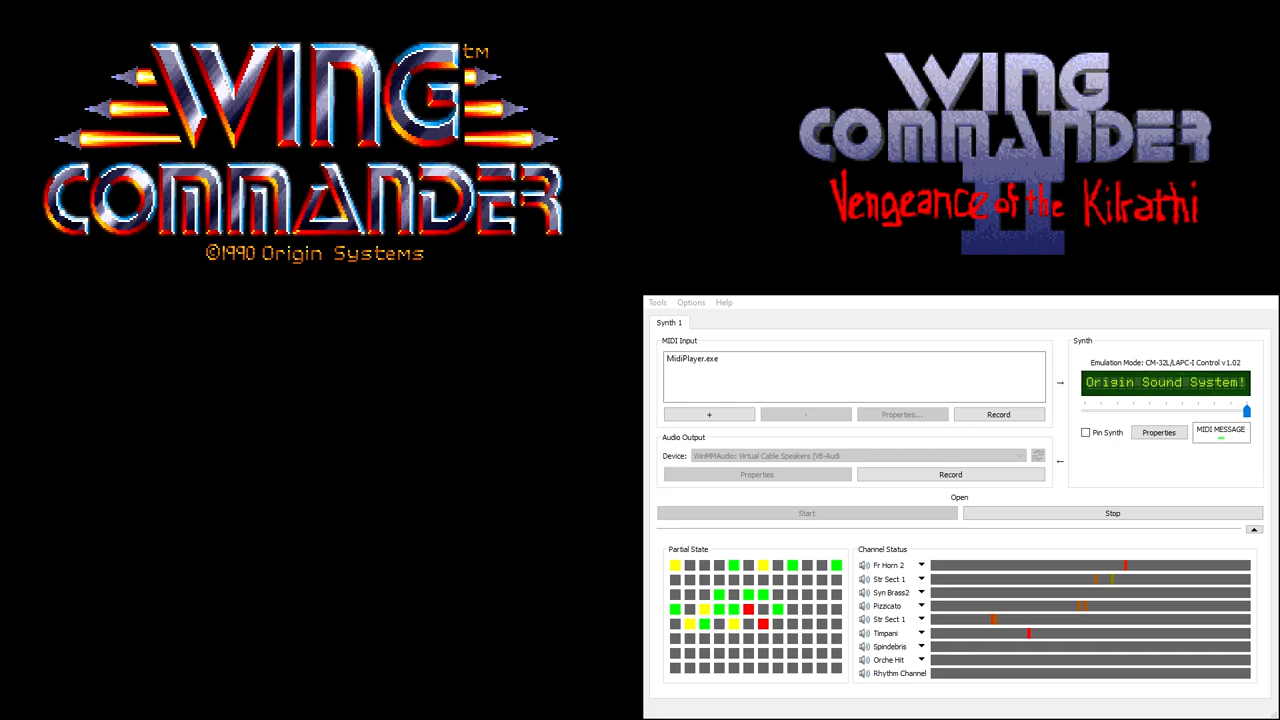 WING
COMMANDER
™
©1990 Origin Systems
WING
COMMANDER
II
Vengeance of the Kilrathi
Tools Options Help
Synth 1
MIDI Input
MidiPlayer.exe
+ - Properties... Record
Audio Output
Device: WinMMAudio: Virtual Cable Speakers (VB-Audi
Properties Record
Synth
Emulation Mode: CM-32L/LAPC-I Control v1.02
Origin Sound System!
Pin Synth Properties MIDI MESSAGE
Open
Start Stop
Partial State
Channel Status
Fr Horn 2
Str Sect 1
Syn Brass2
Pizzicato
Str Sect 1
Timpani
Spindebris
Orche Hit
Rhythm Channel